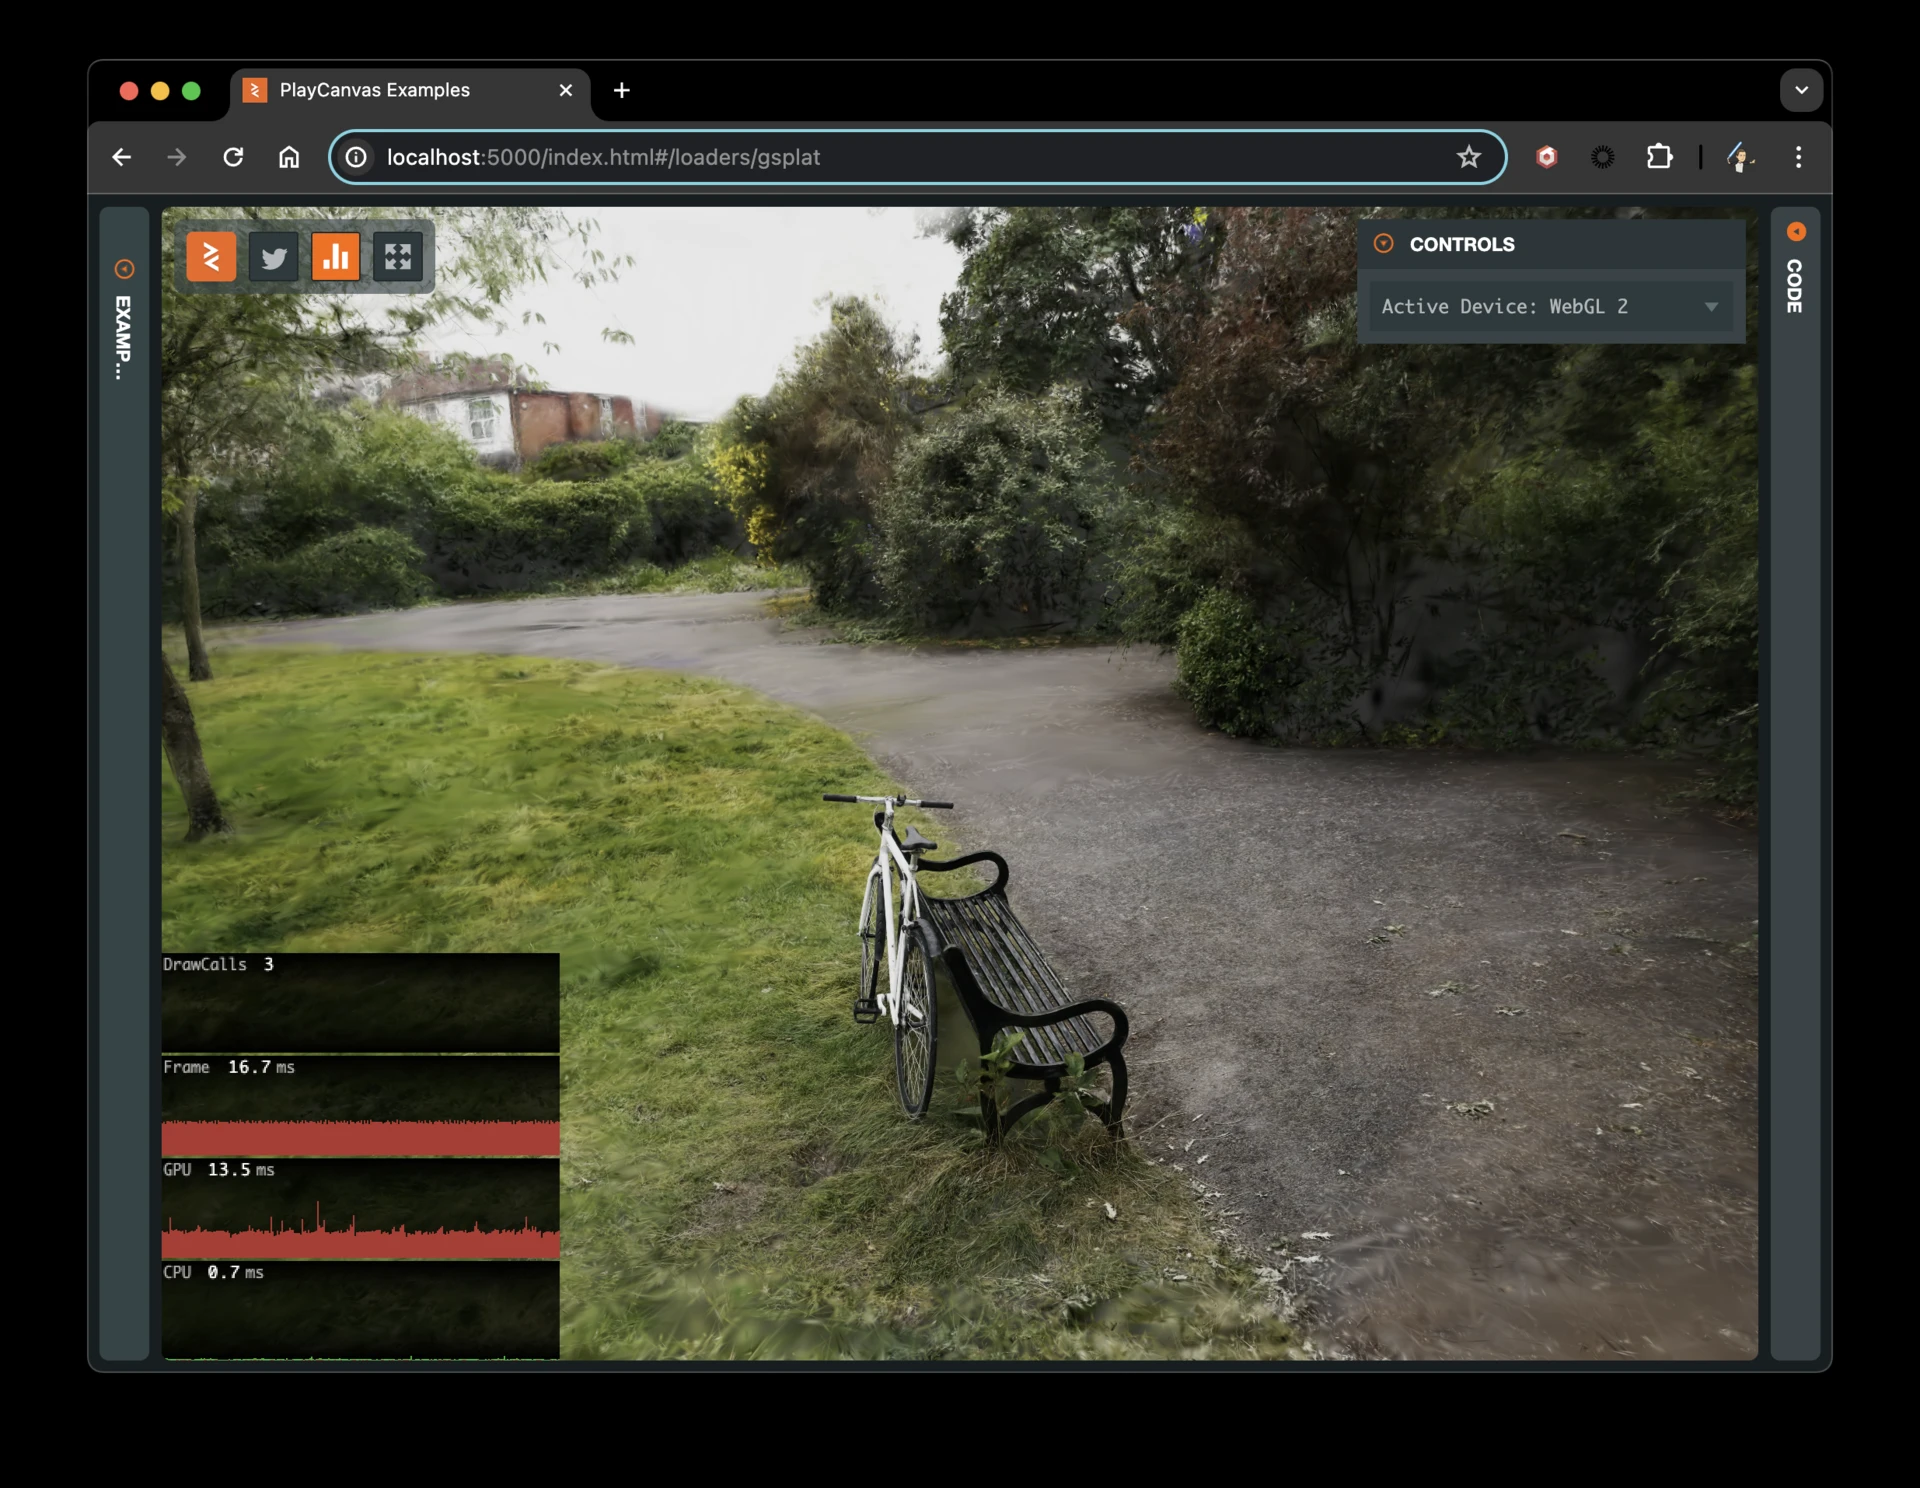 PlayCanvas Examples
localhost:5000/index.html#/loaders/gsplat
EXAMP...
CONTROLS
Active Device: WebGL 2
CODE
DrawCalls 3
Frame 16.7 ms
GPU 13.5 ms
CPU 0.7 ms